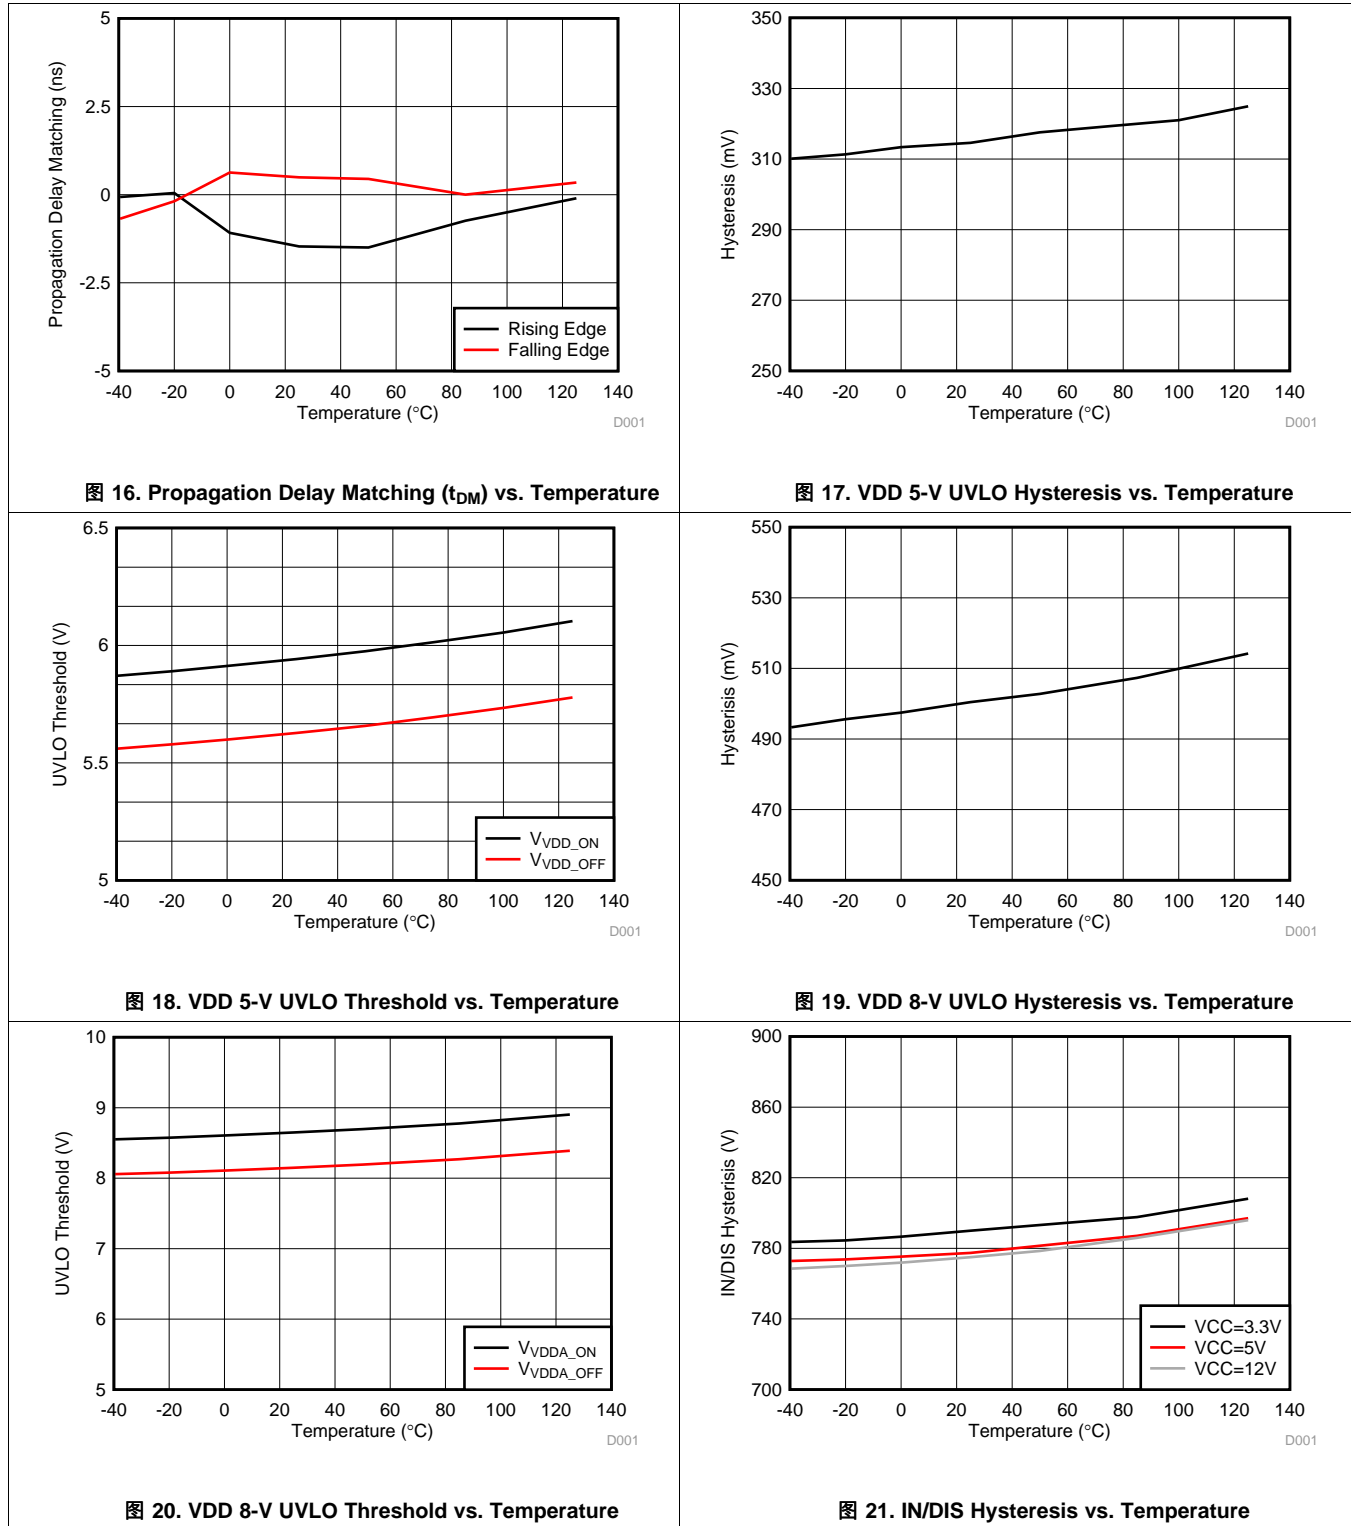 5
2.5
0
-2.5
-5
Propagation Delay Matching (ns)
Rising Edge
Falling Edge
-40 -20 0 20 40 60 80 100 120 140
Temperature (°C)
D001
图 16. Propagation Delay Matching (tDM) vs. Temperature
350
330
310
290
270
250
Hysteresis (mV)
-40 -20 0 20 40 60 80 100 120 140
Temperature (°C)
D001
图 17. VDD 5-V UVLO Hysteresis vs. Temperature
6.5
6
5.5
5
UVLO Threshold (V)
VVDD_ON
VVDD_OFF
-40 -20 0 20 40 60 80 100 120 140
Temperature (°C)
D001
图 18. VDD 5-V UVLO Threshold vs. Temperature
550
530
510
490
470
450
Hysterisis (mV)
-40 -20 0 20 40 60 80 100 120 140
Temperature (°C)
D001
图 19. VDD 8-V UVLO Hysteresis vs. Temperature
10
9
8
7
6
5
UVLO Threshold (V)
VVDDA_ON
VVDDA_OFF
-40 -20 0 20 40 60 80 100 120 140
Temperature (°C)
D001
图 20. VDD 8-V UVLO Threshold vs. Temperature
900
860
820
780
740
700
IN/DIS Hysterisis (V)
VCC=3.3V
VCC=5V
VCC=12V
-40 -20 0 20 40 60 80 100 120 140
Temperature (°C)
D001
图 21. IN/DIS Hysteresis vs. Temperature